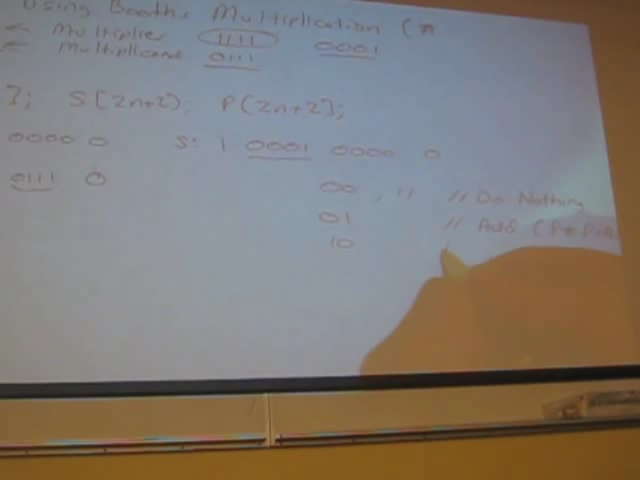 Using Booths Multiplication (
← Multiplier 1111 0001
← Multiplicand 0111
]; S[2n+2]; P[2n+2];
0000 0 S: 1 0001 0000 0
0111 0
00, 11 // Do Nothing
01 // Add (P=
10